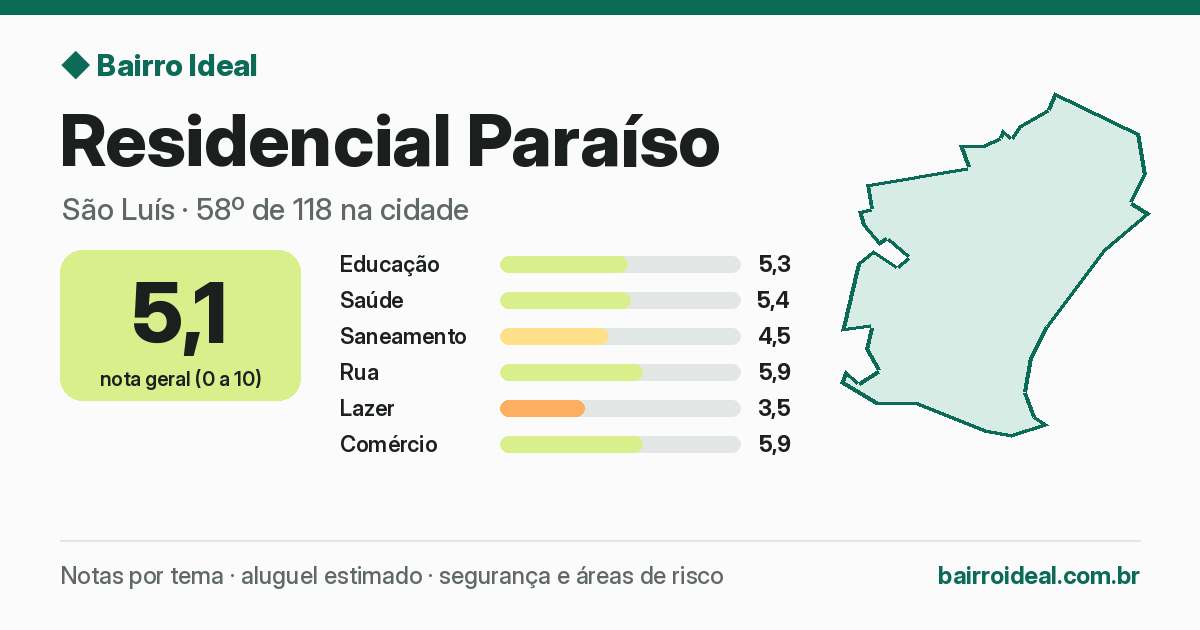 Bairro Ideal
Residencial Paraíso
São Luís · 58º de 118 na cidade
5,1
nota geral (0 a 10)
Educação 5,3
Saúde 5,4
Saneamento 4,5
Rua 5,9
Lazer 3,5
Comércio 5,9
Notas por tema · aluguel estimado · segurança e áreas de risco
bairroideal.com.br